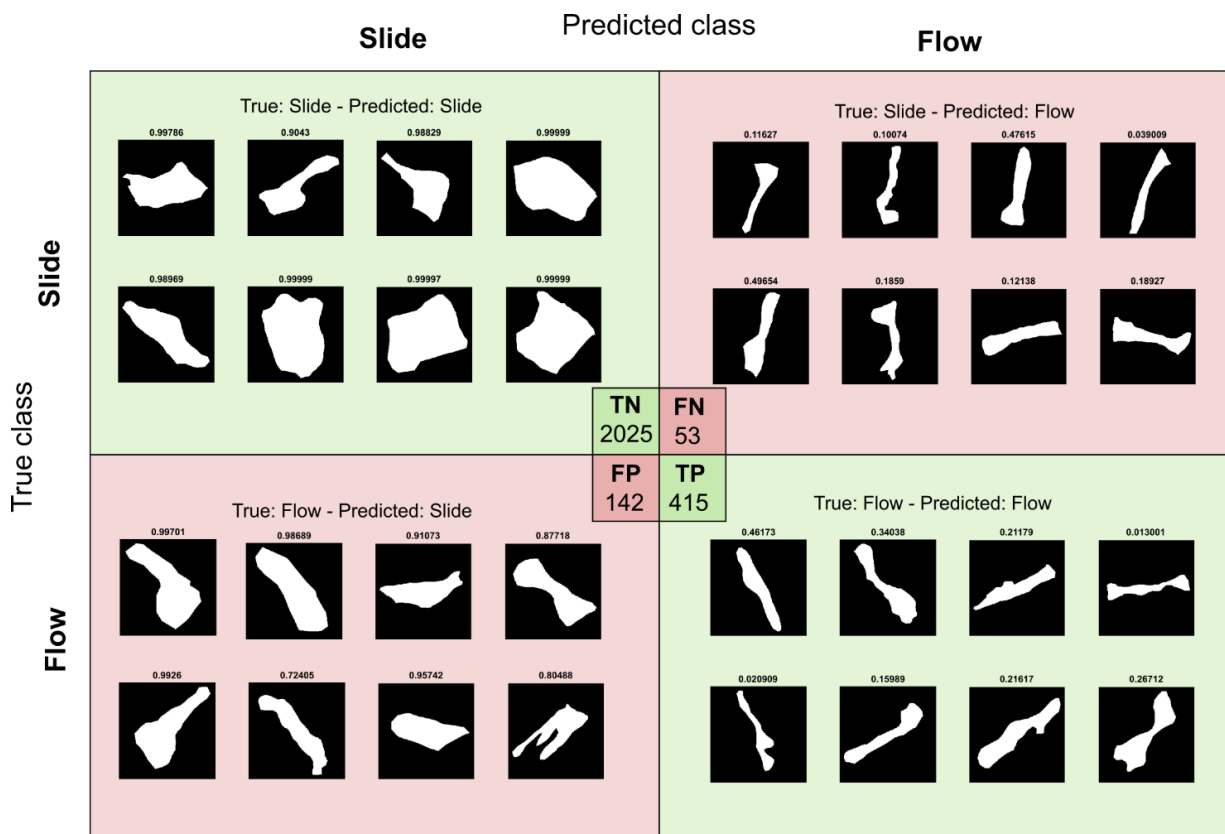 Predicted class
Slide Flow
True class
Slide
Flow
True: Slide - Predicted: Slide
0.99786 0.9043 0.98829 0.99999
0.98969 0.99999 0.99997 0.99999
True: Slide - Predicted: Flow
0.11627 0.10074 0.47615 0.039009
0.49654 0.1859 0.12138 0.18927
TN FN
2025 53
FP TP
142 415
True: Flow - Predicted: Slide
0.99701 0.98689 0.91073 0.87718
0.9926 0.72405 0.95742 0.80488
True: Flow - Predicted: Flow
0.46173 0.34038 0.21179 0.013001
0.020909 0.15989 0.21617 0.26712